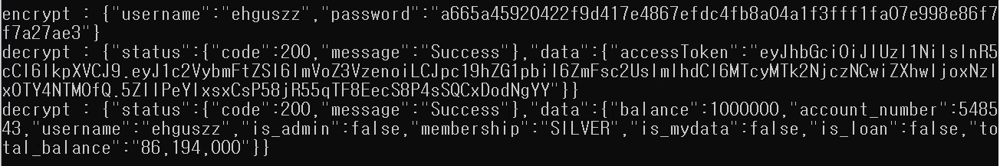 encrypt : {"username":"ehguszz","password":"a665a45920422f9d417e4867efdc4fb8a04a1f3fff1fa07e998e86f7
f7a27ae3"}
decrypt : {"status":{"code":200,"message":"Success"},"data":{"accessToken":"eyJhbGciOiJIUzI1NiIsInR5
cCI6IkpXVCJ9.eyJ1c2VybmFtZSI6ImVoZ3VzenoiLCJpc19hZG1pbiI6ZmFsc2UsImlhdCI6MTcyMTk2NjczNCwiZXhwIjoxNzI
xOTY4NTM0fQ.5ZIlPeYIxsxCsP58jR55qTF8EecS8P4sSQCxDodNgYY"}}
decrypt : {"status":{"code":200,"message":"Success"},"data":{"balance":1000000,"account_number":5485
43,"username":"ehguszz","is_admin":false,"membership":"SILVER","is_mydata":false,"is_loan":false,"to
tal_balance":"86,194,000"}}